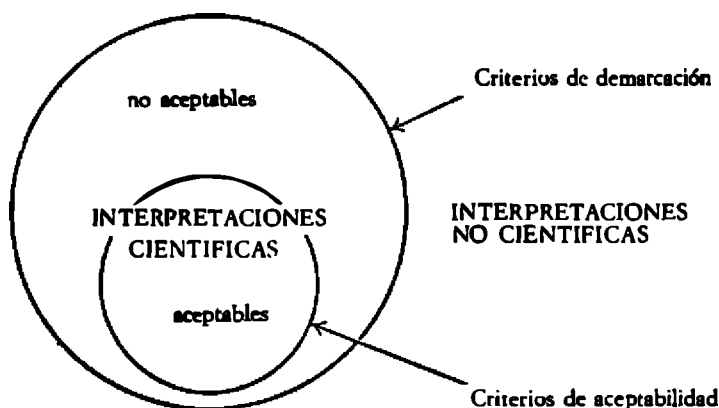 Criterios de demarcación
no aceptables
INTERPRETACIONES
CIENTIFICAS
INTERPRETACIONES
NO CIENTIFICAS
aceptables
Criterios de aceptabilidad